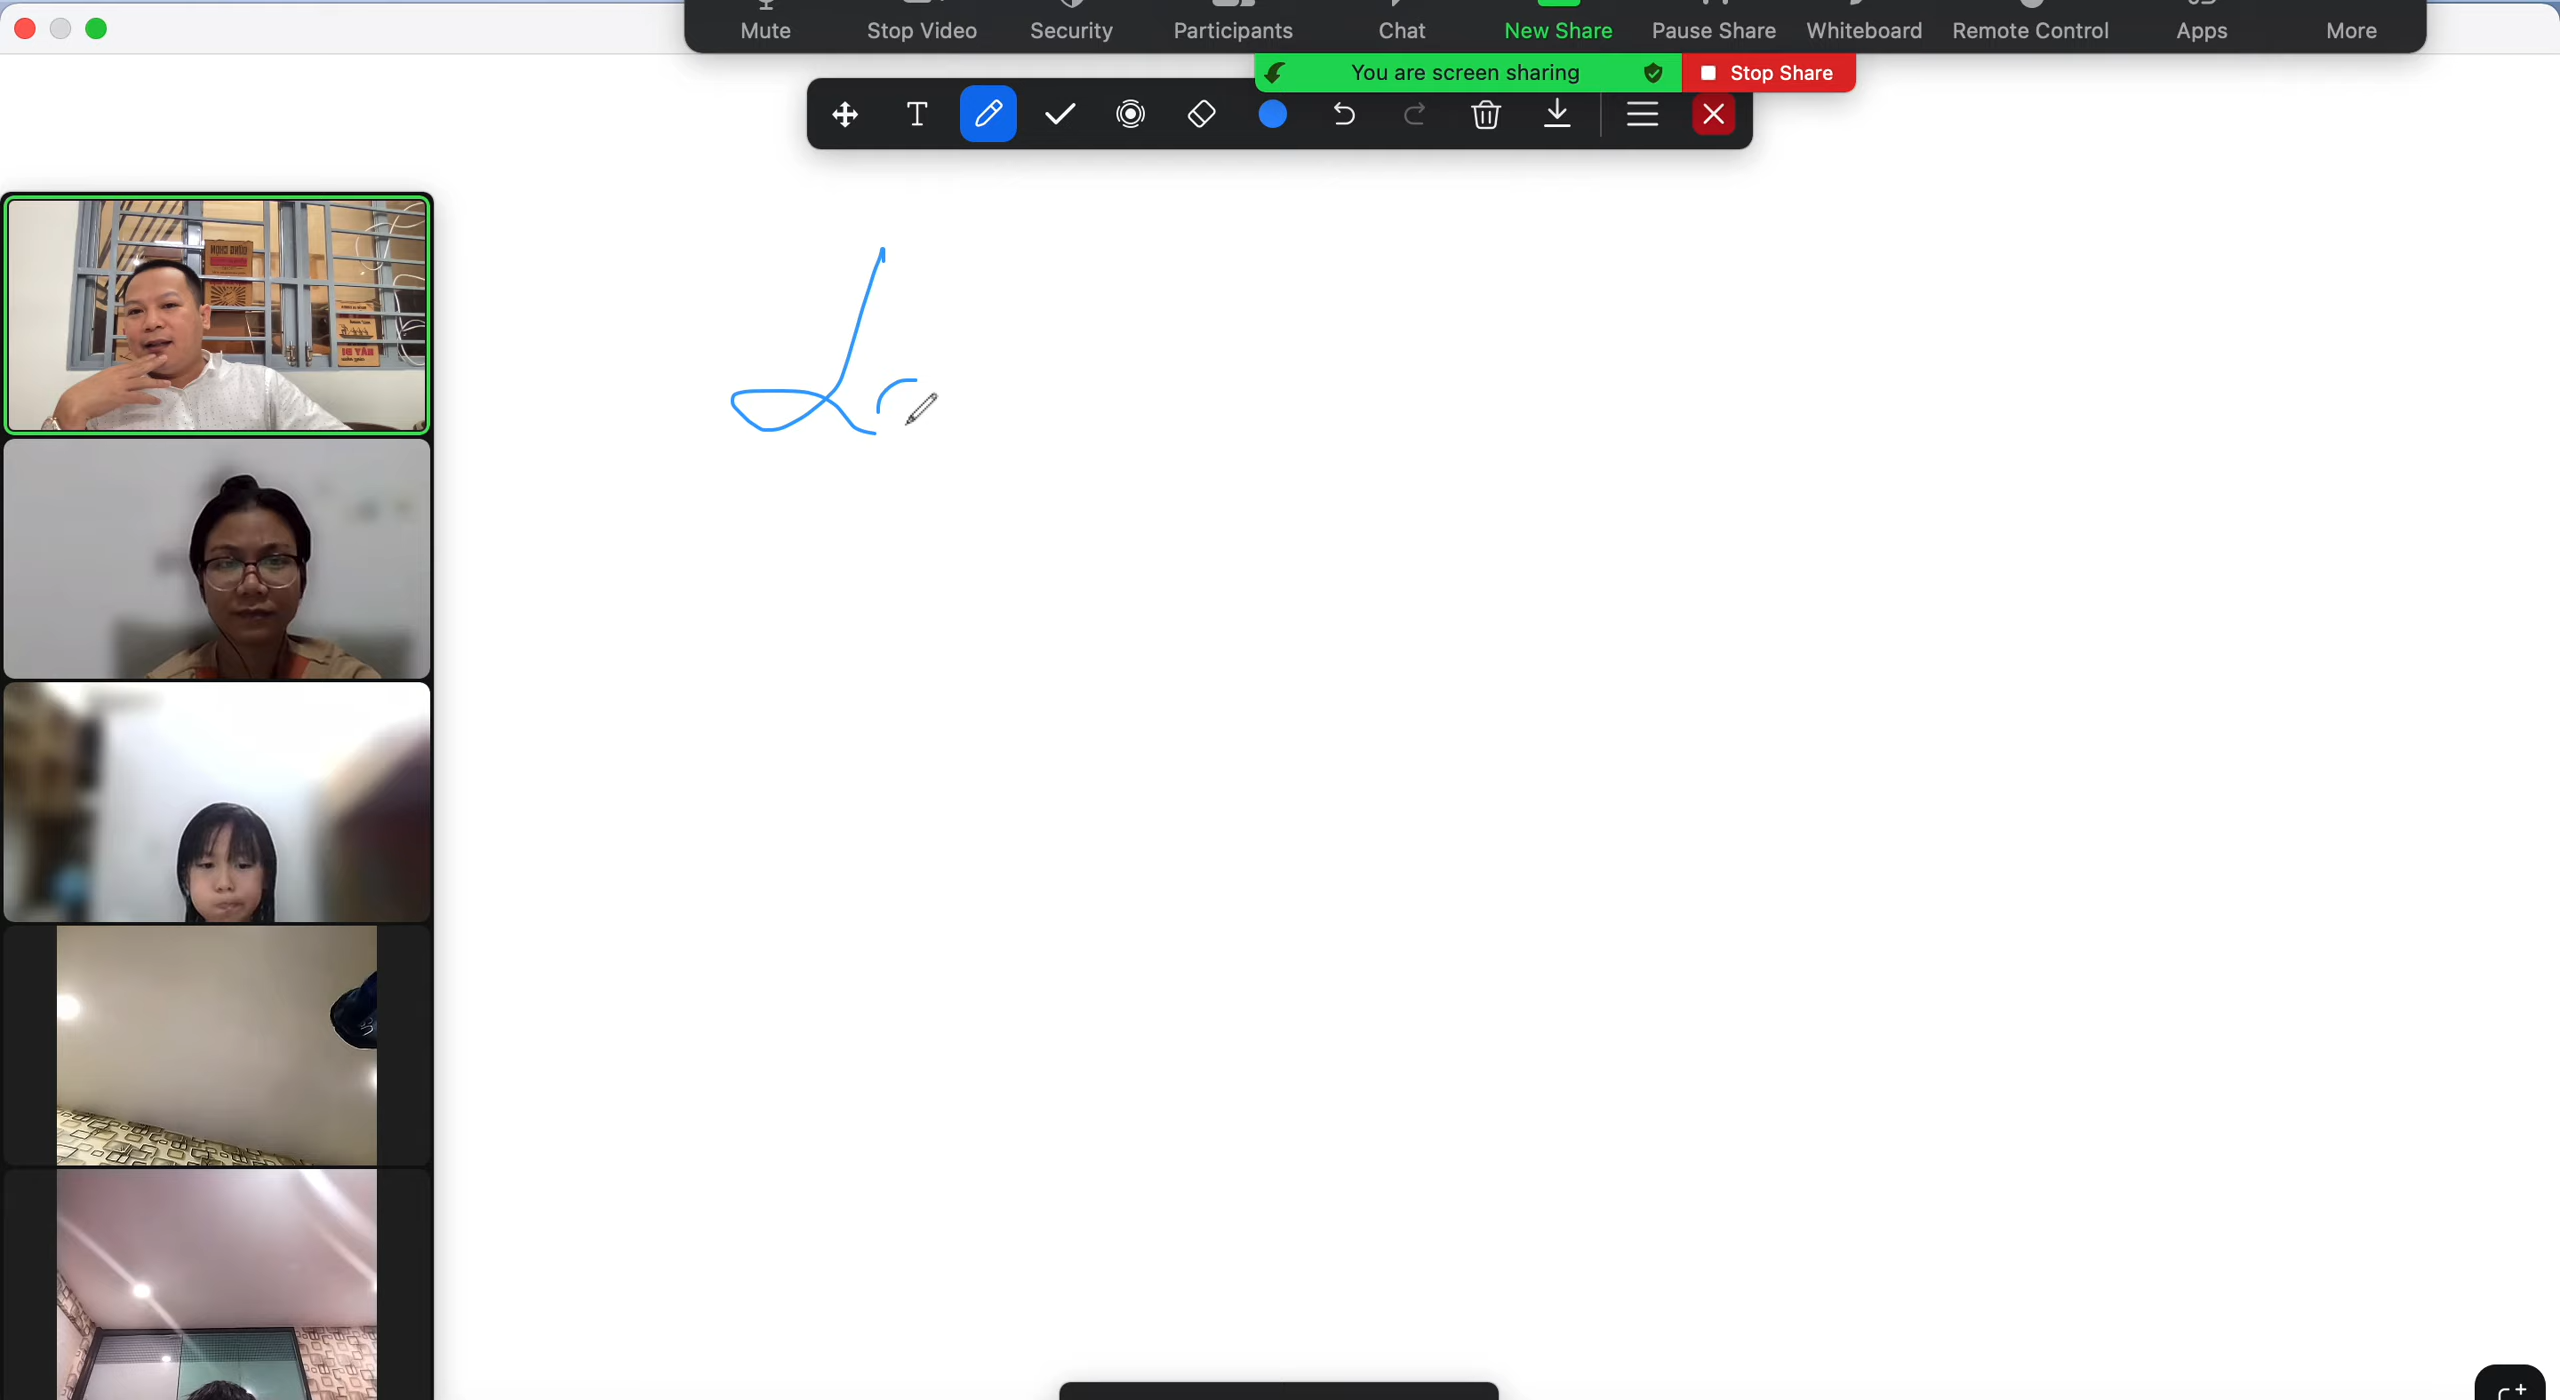 Mute Stop Video Security Participants Chat New Share Pause Share Whiteboard Remote Control Apps More
You are screen sharing Stop Share
T